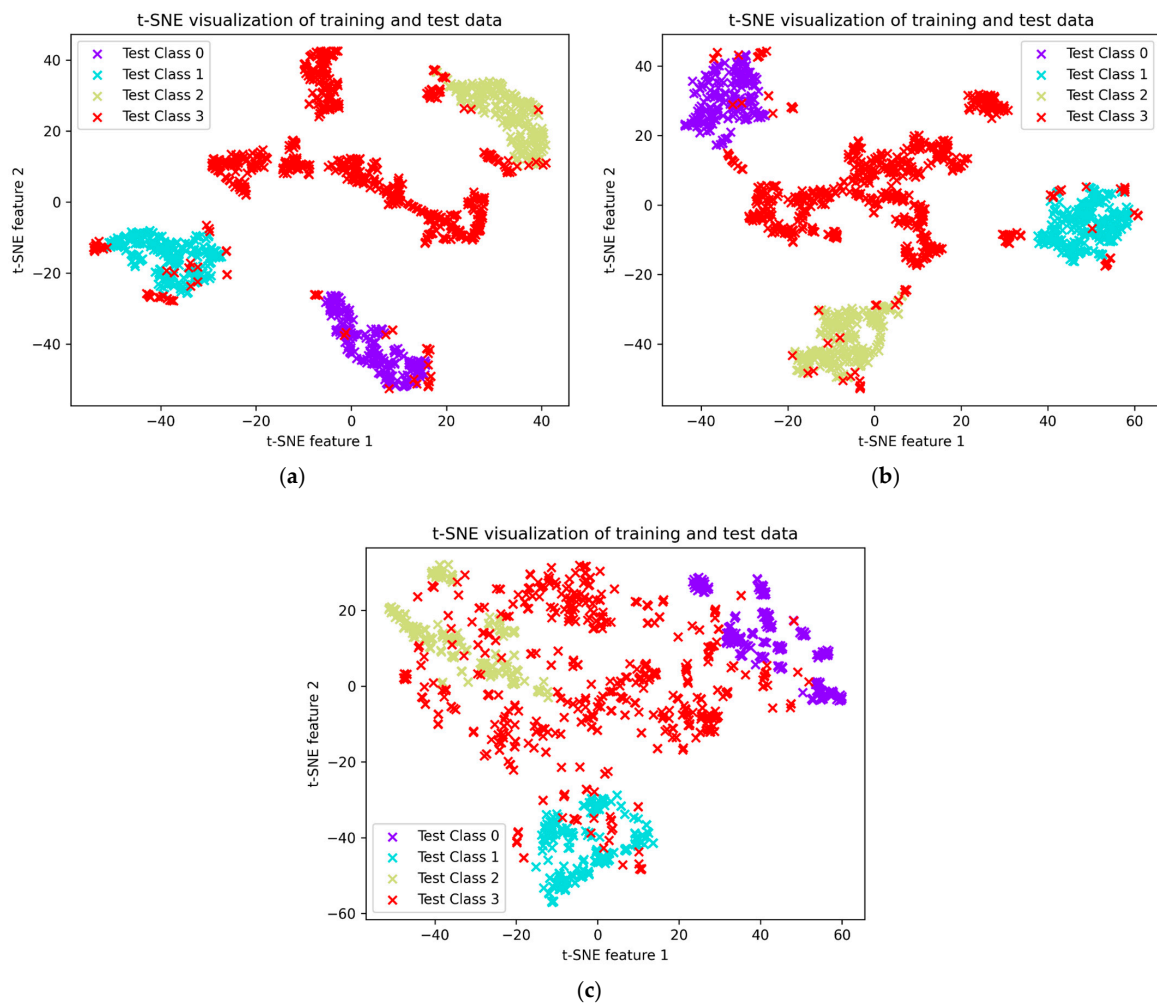 t-SNE visualization of training and test data
t-SNE feature 2
40
20
0
−20
−40
Test Class 0
Test Class 1
Test Class 2
Test Class 3
−40
−20
0
20
40
t-SNE feature 1
(a)
t-SNE visualization of training and test data
t-SNE feature 2
40
20
0
−20
−40
Test Class 0
Test Class 1
Test Class 2
Test Class 3
−40
−20
0
20
40
60
t-SNE feature 1
(b)
t-SNE visualization of training and test data
t-SNE feature 2
20
0
−20
−40
−60
Test Class 0
Test Class 1
Test Class 2
Test Class 3
−40
−20
0
20
40
60
t-SNE feature 1
(c)